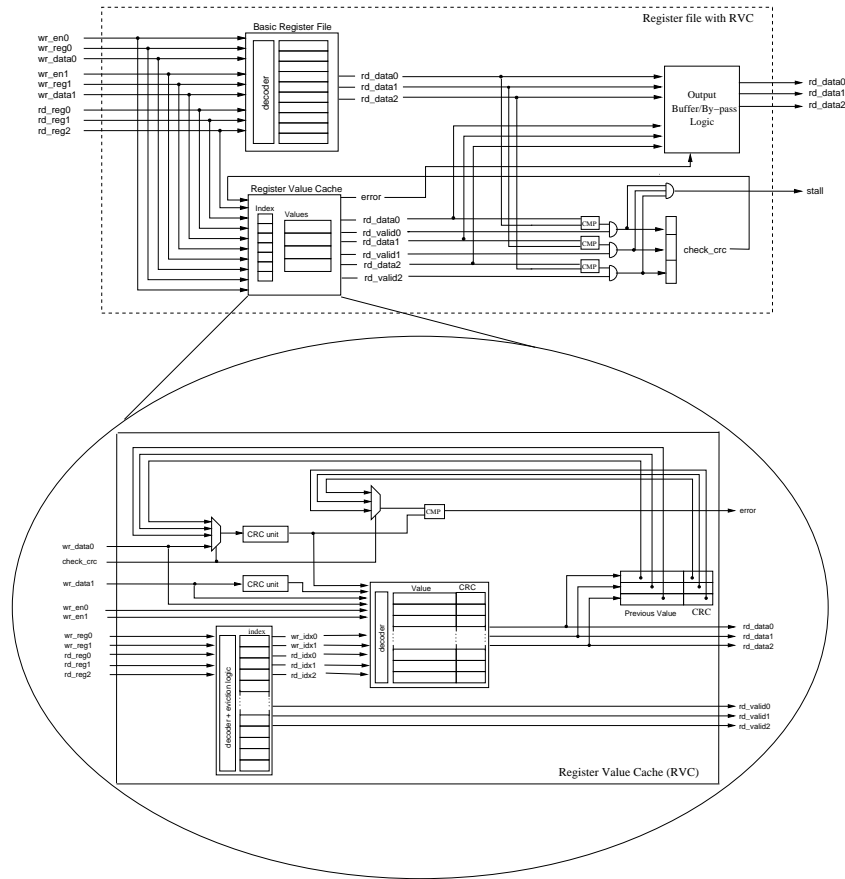 Register file with RVC
Basic Register File
wr_en0
wr_reg0
wr_data0
wr_en1
wr_reg1
wr_data1
rd_reg0
rd_reg1
rd_reg2
decoder
rd_data0
rd_data1
rd_data2
Output
Buffer/By-pass
Logic
rd_data0
rd_data1
rd_data2
Register Value Cache
Index
Values
error
rd_data0
rd_valid0
rd_data1
rd_valid1
rd_data2
rd_valid2
CMP
CMP
CMP
check_crc
stall
wr_data0
check_crc
wr_data1
wr_en0
wr_en1
wr_reg0
wr_reg1
rd_reg0
rd_reg1
rd_reg2
CRC unit
CRC unit
CMP
error
decoder + eviction logic
index
wr_idx0
wr_idx1
rd_idx0
rd_idx1
rd_idx2
Value
CRC
decoder
Previous Value
CRC
rd_data0
rd_data1
rd_data2
rd_valid0
rd_valid1
rd_valid2
Register Value Cache (RVC)